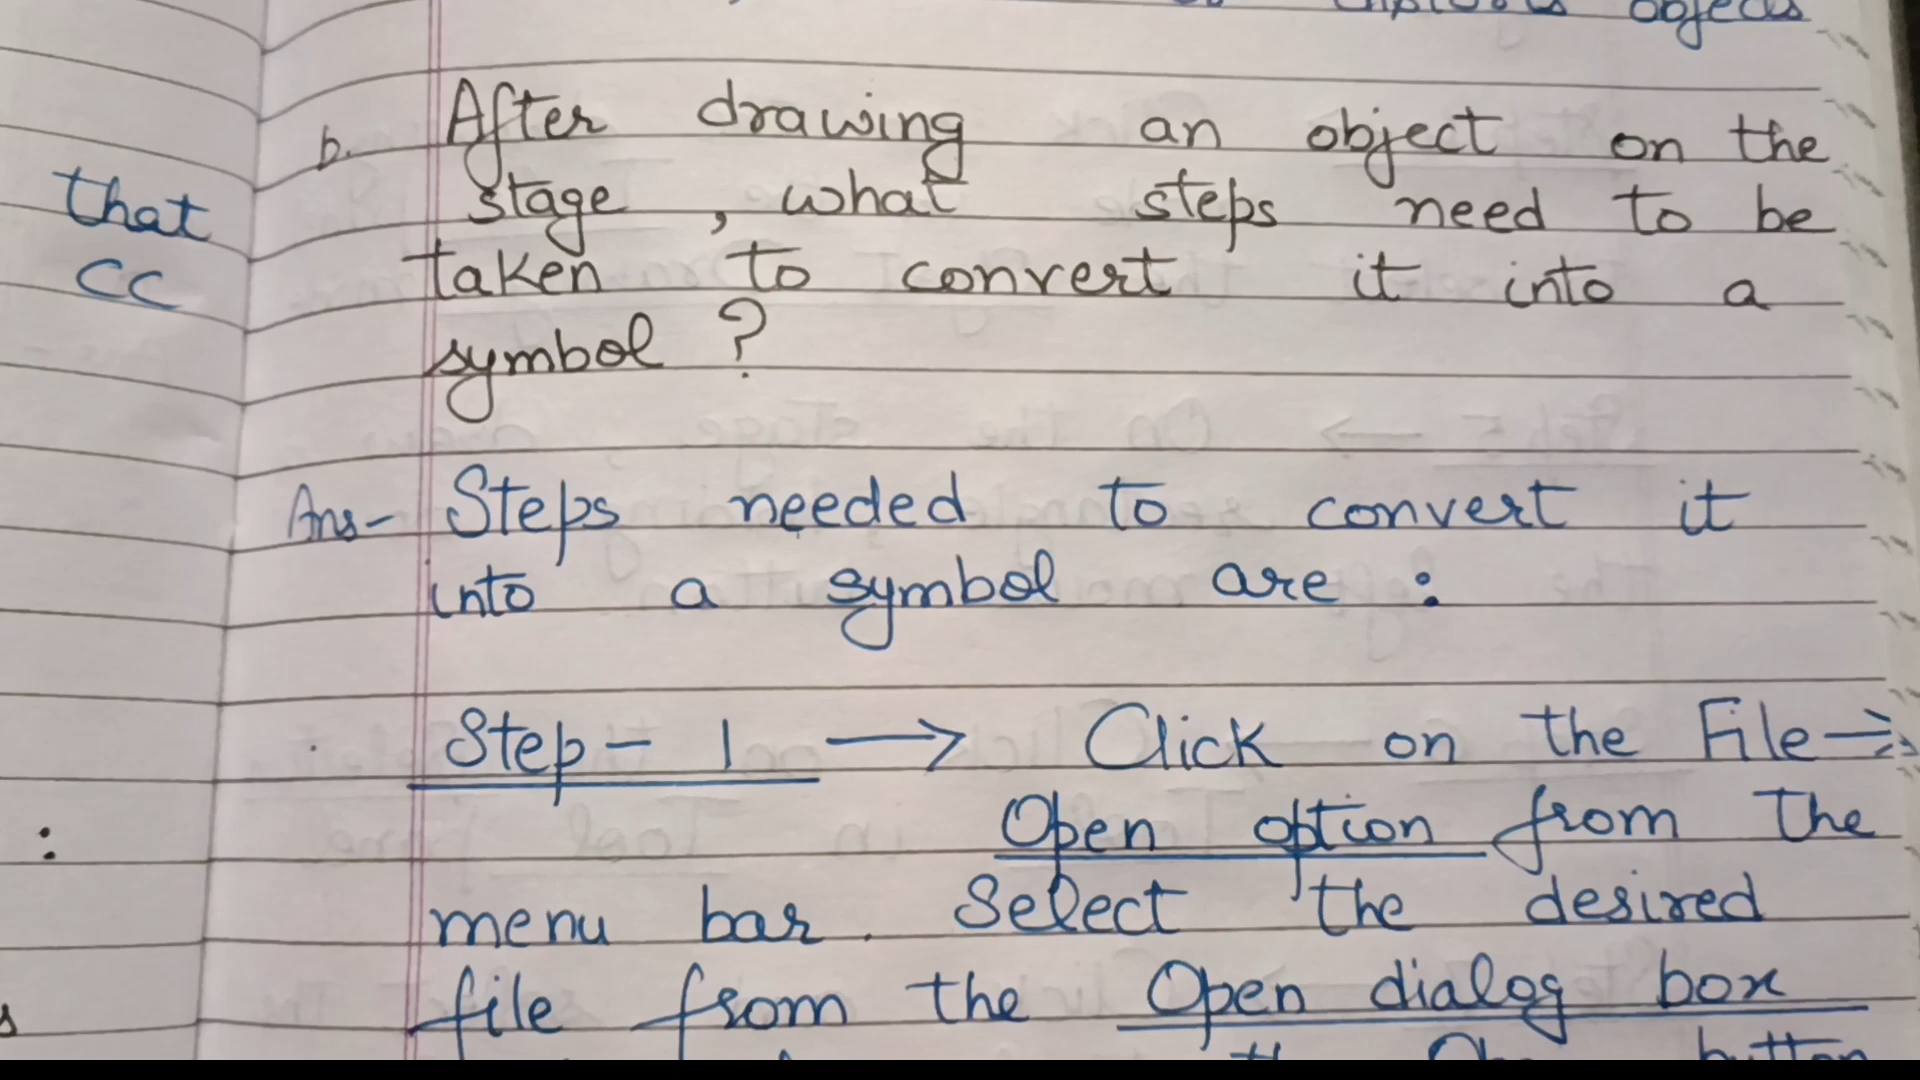 objects
b. After drawing an object on the
stage, what steps need to be
taken to convert it into a
symbol ?
Ans- Steps needed to convert it
into a symbol are :
Step - 1 → Click on the File ⇒
Open option from the
menu bar. Select the desired
file from the Open dialog box
button
that
CC
:
s